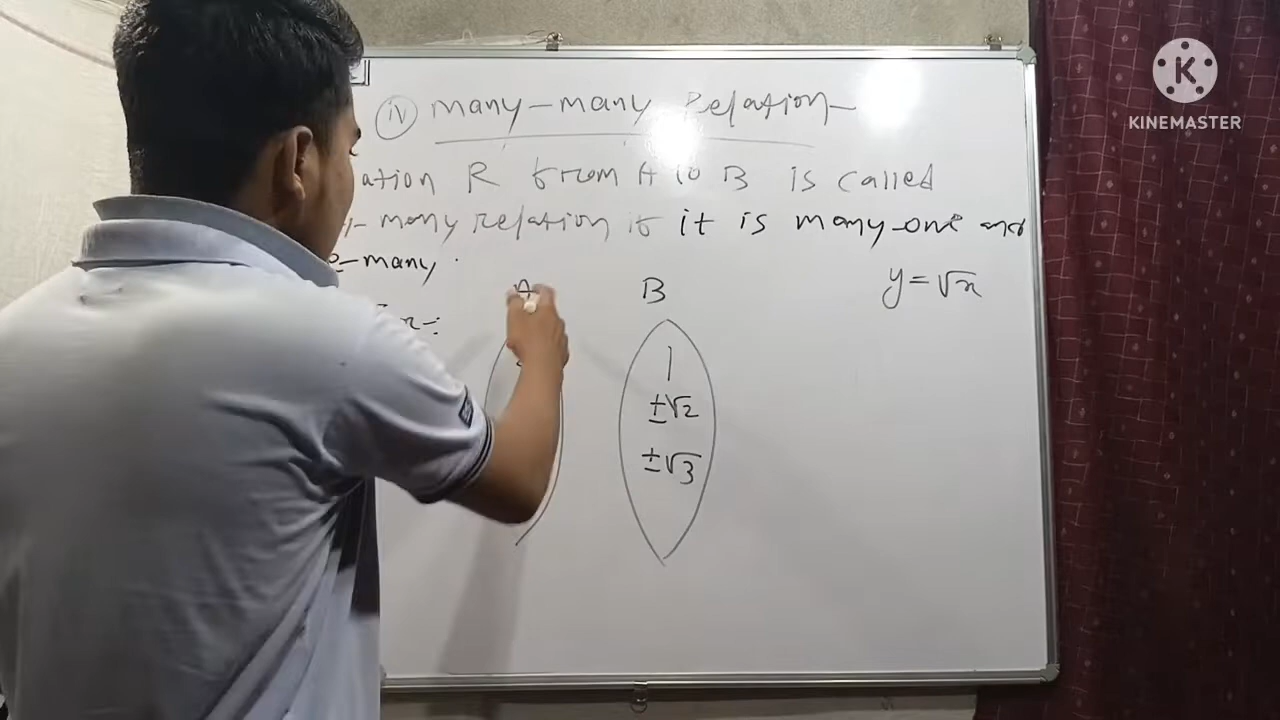 (iv) many-many Relation
ation R from A to B is called
- many relation if it is many-one and
-many.
y=√x
A B
1
±√2
±√3
KINEMASTER